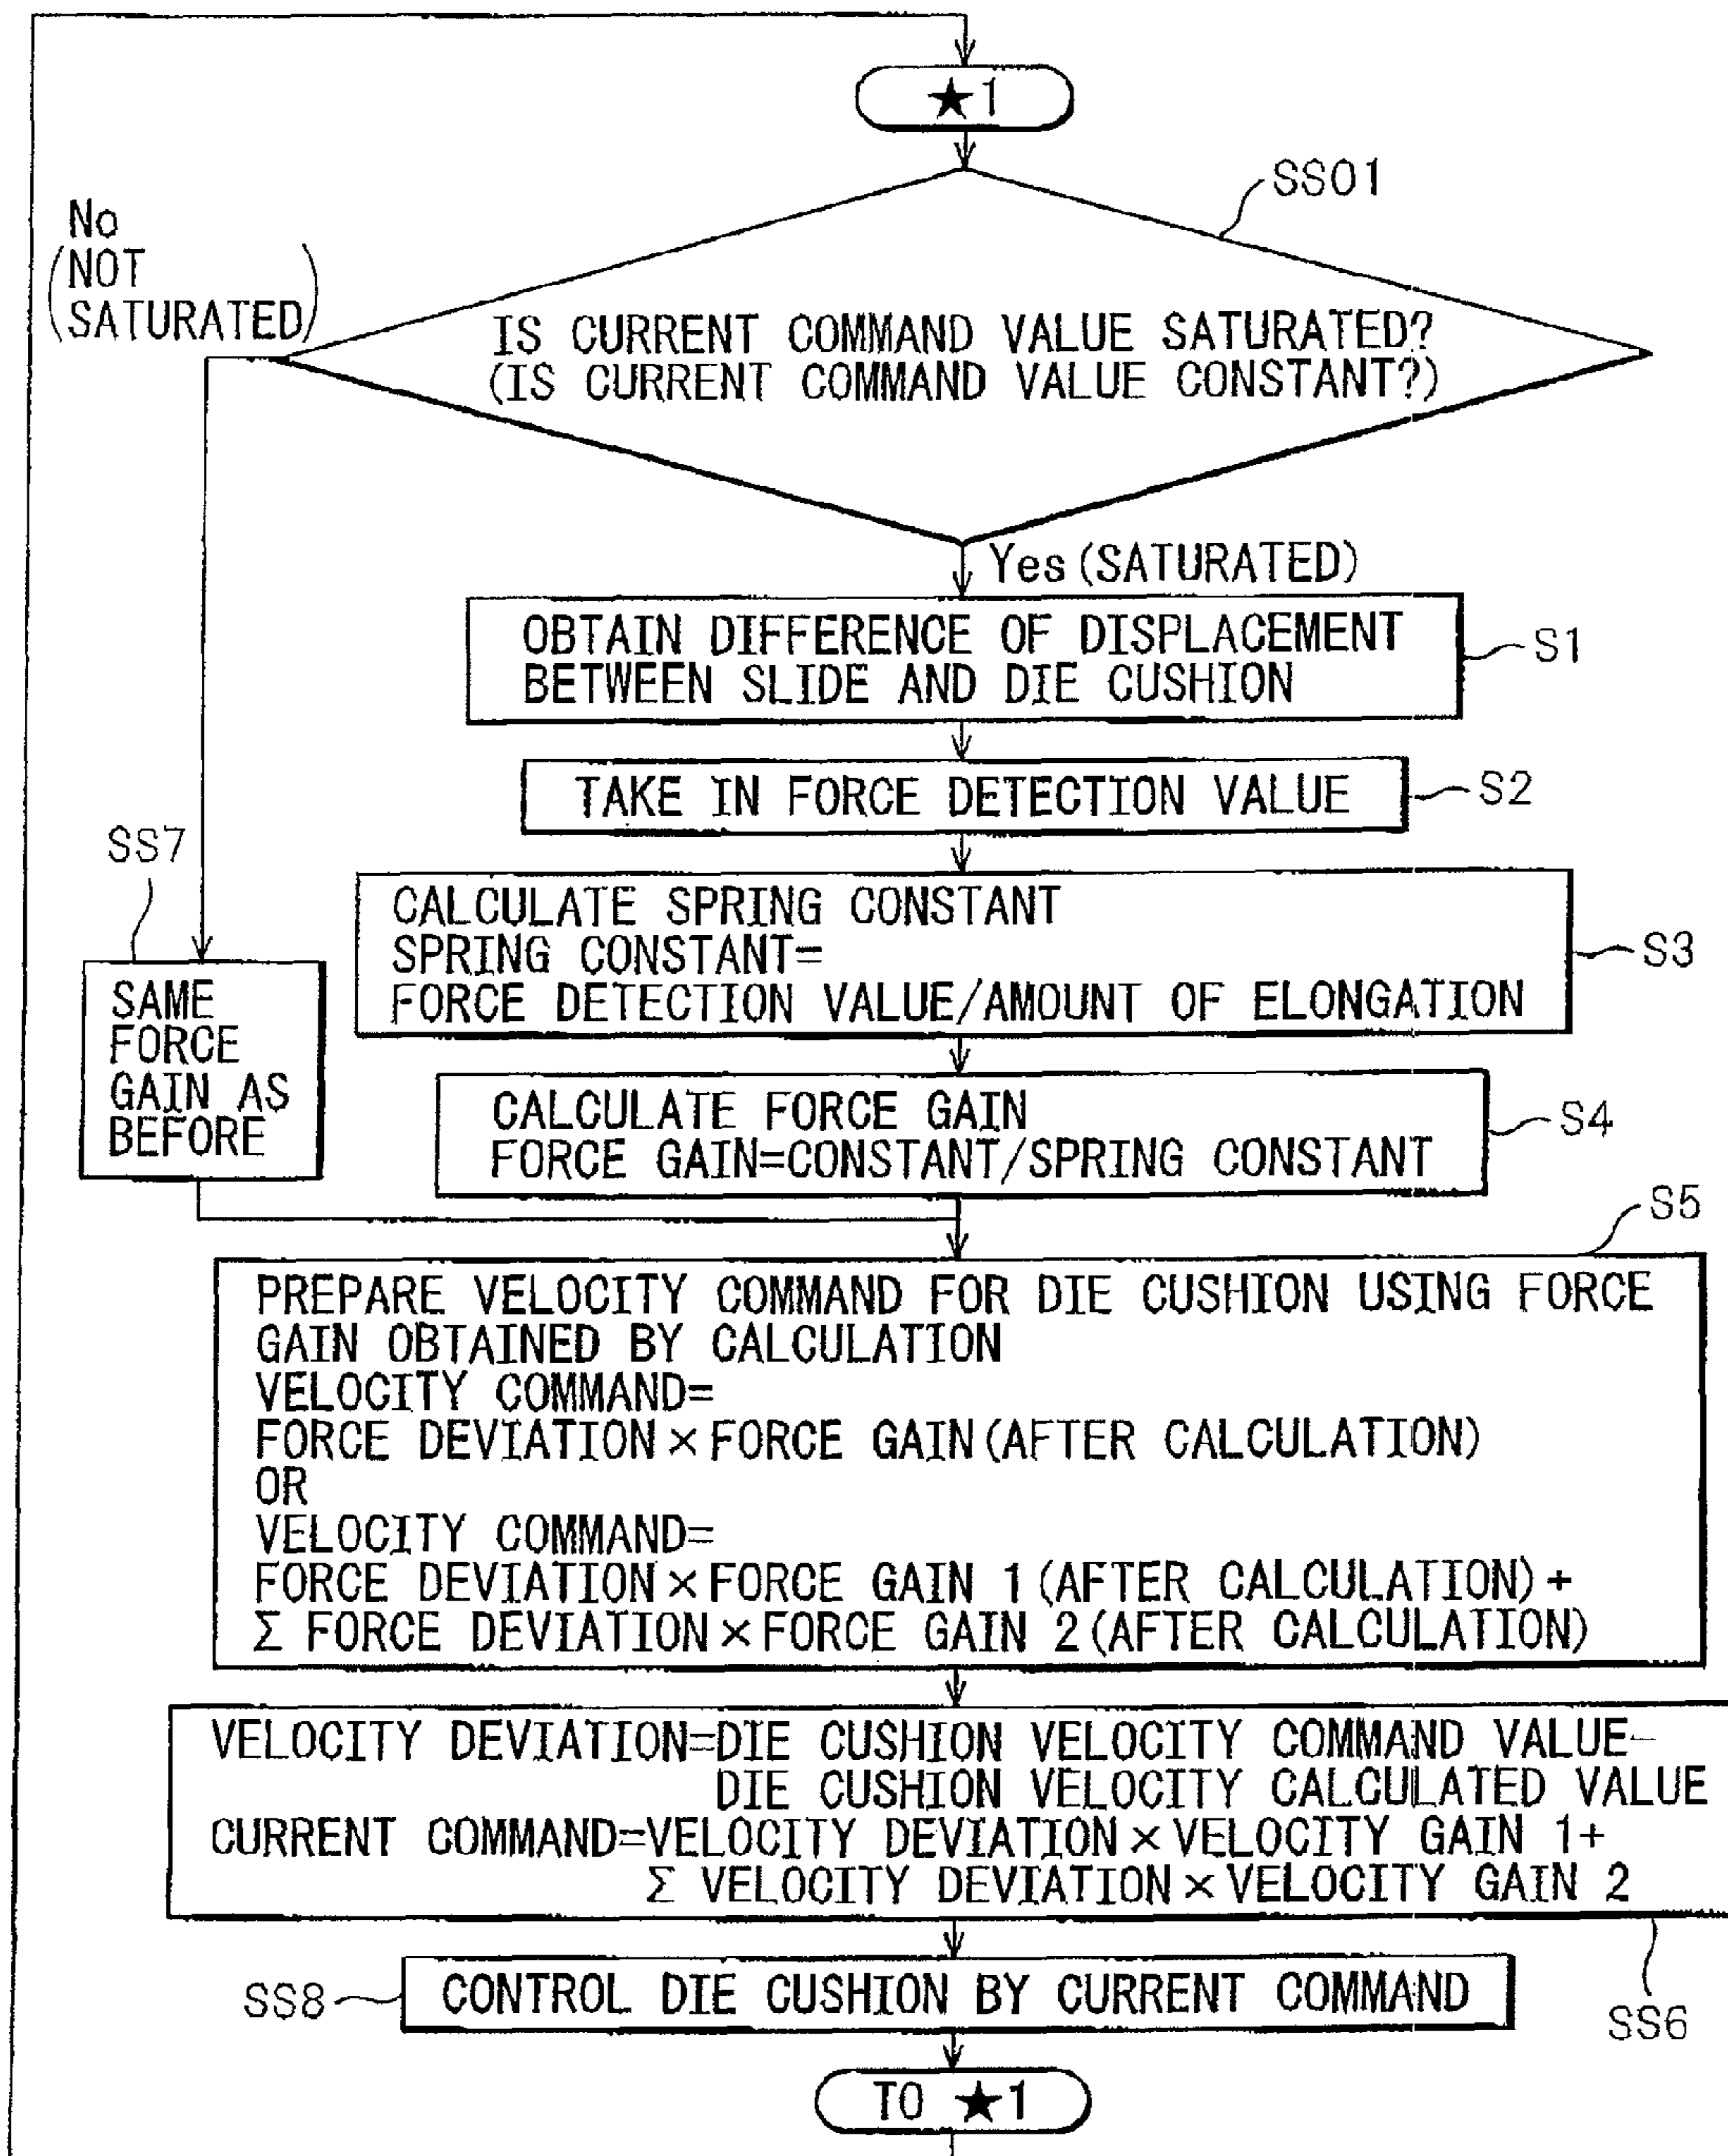 ★1
SS01
No
(NOT
SATURATED)
IS CURRENT COMMAND VALUE SATURATED?
(IS CURRENT COMMAND VALUE CONSTANT?)
Yes(SATURATED)
OBTAIN DIFFERENCE OF DISPLACEMENT
BETWEEN SLIDE AND DIE CUSHION
S1
TAKE IN FORCE DETECTION VALUE
S2
SS7
CALCULATE SPRING CONSTANT
SPRING CONSTANT=
FORCE DETECTION VALUE/AMOUNT OF ELONGATION
S3
SAME
FORCE
GAIN AS
BEFORE
CALCULATE FORCE GAIN
FORCE GAIN=CONSTANT/SPRING CONSTANT
S4
S5
PREPARE VELOCITY COMMAND FOR DIE CUSHION USING FORCE
GAIN OBTAINED BY CALCULATION
VELOCITY COMMAND=
FORCE DEVIATION×FORCE GAIN(AFTER CALCULATION)
OR
VELOCITY COMMAND=
FORCE DEVIATION×FORCE GAIN 1(AFTER CALCULATION)+
Σ FORCE DEVIATION×FORCE GAIN 2(AFTER CALCULATION)
VELOCITY DEVIATION=DIE CUSHION VELOCITY COMMAND VALUE-
DIE CUSHION VELOCITY CALCULATED VALUE
CURRENT COMMAND=VELOCITY DEVIATION×VELOCITY GAIN 1+
Σ VELOCITY DEVIATION×VELOCITY GAIN 2
SS8
CONTROL DIE CUSHION BY CURRENT COMMAND
SS6
TO ★1